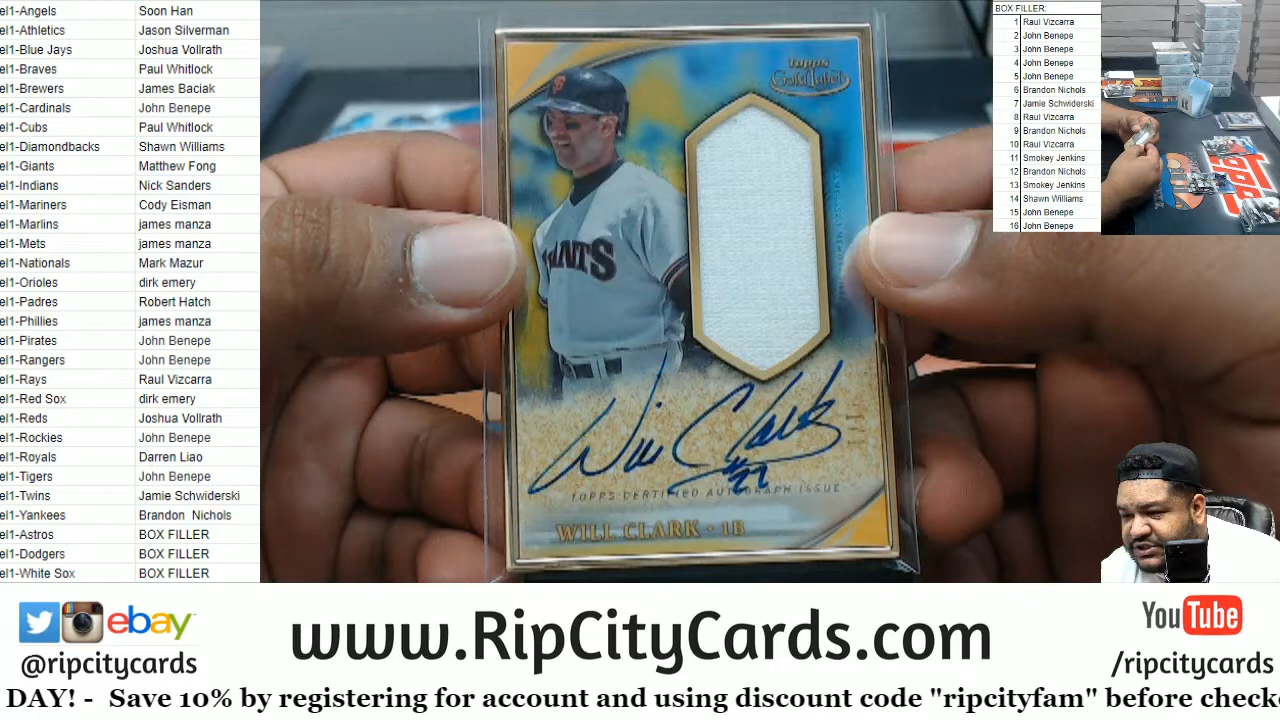 el1-Angels Soon Han
el1-Athletics Jason Silverman
el1-Blue Jays Joshua Vollrath
el1-Braves Paul Whitlock
el1-Brewers James Baciak
el1-Cardinals John Benepe
el1-Cubs Paul Whitlock
el1-Diamondbacks Shawn Williams
el1-Giants Matthew Fong
el1-Indians Nick Sanders
el1-Mariners Cody Eisman
el1-Marlins james manza
el1-Mets james manza
el1-Nationals Mark Mazur
el1-Orioles dirk emery
el1-Padres Robert Hatch
el1-Phillies james manza
el1-Pirates John Benepe
el1-Rangers John Benepe
el1-Rays Raul Vizcarra
el1-Red Sox dirk emery
el1-Reds Joshua Vollrath
el1-Rockies John Benepe
el1-Royals Darren Liao
el1-Tigers John Benepe
el1-Twins Jamie Schwiderski
el1-Yankees Brandon Nichols
el1-Astros BOX FILLER
el1-Dodgers BOX FILLER
el1-White Sox BOX FILLER
Topps
Gold Label
GIANTS
Will Clark
#22
1/1
TOPPS CERTIFIED AUTOGRAPH ISSUE
WILL CLARK · 1B
BOX FILLER:
1 Raul Vizcarra
2 John Benepe
3 John Benepe
4 John Benepe
5 John Benepe
6 Brandon Nichols
7 Jamie Schwiderski
8 Raul Vizcarra
9 Brandon Nichols
10 Raul Vizcarra
11 Smokey Jenkins
12 Brandon Nichols
13 Smokey Jenkins
14 Shawn Williams
15 John Benepe
16 John Benepe
ebay
@ripcitycards
www.RipCityCards.com
YouTube
/ripcitycards
DAY! - Save 10% by registering for account and using discount code "ripcityfam" before checko